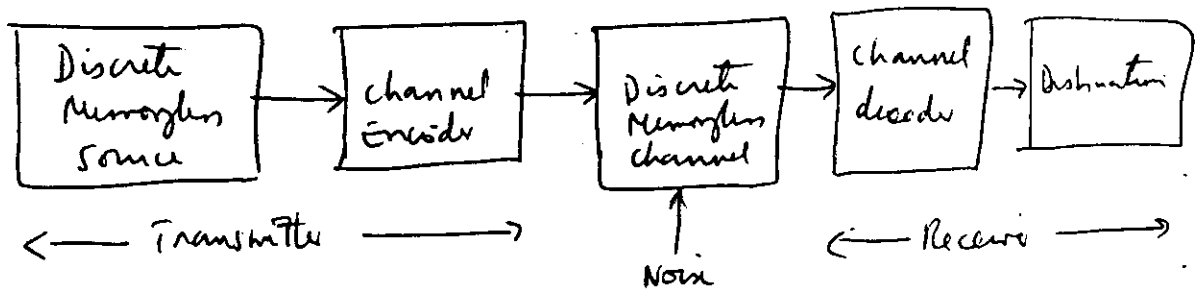 Discrete
Memoryless
Source
Channel
Encoder
Discrete
Memoryless
Channel
Channel
decoder
Destination
Transmitter
Receiver
Noise